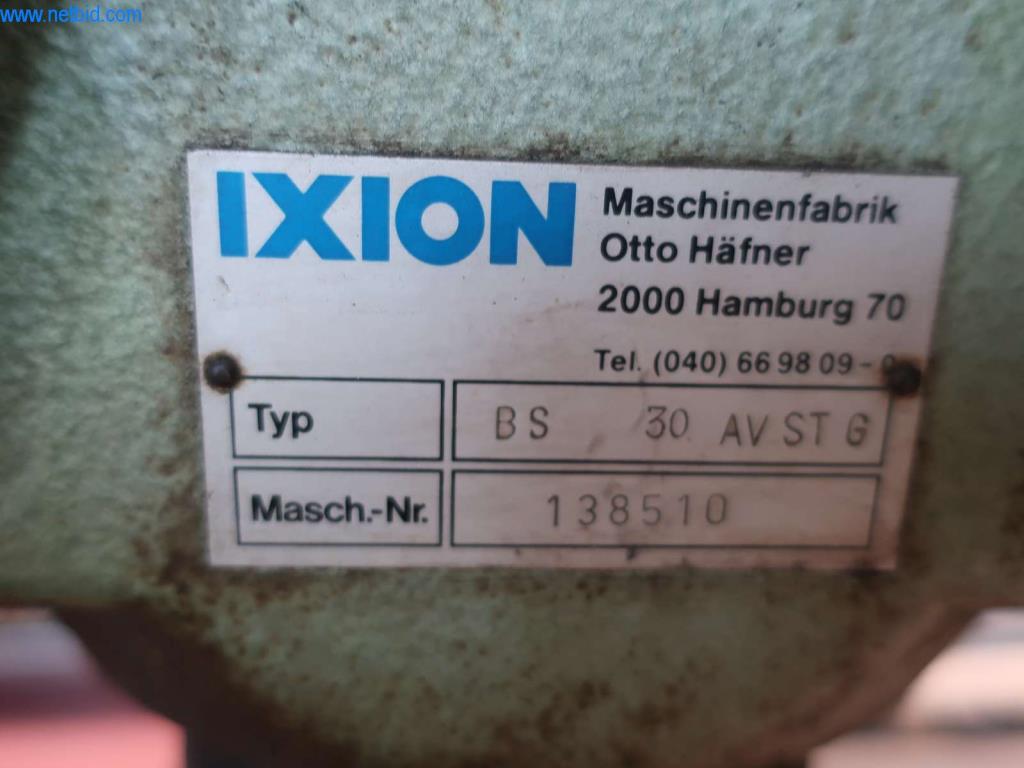 www.netbid.com
IXION
Maschinenfabrik
Otto Häfner
2000 Hamburg 70
Tel. (040) 66 98 09 -
Typ BS 30 AV ST G
Masch.-Nr. 138510